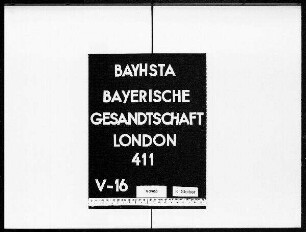 BAYHSTA
BAYERISCHE
GESANDTSCHAFT
LONDON
411
V-16